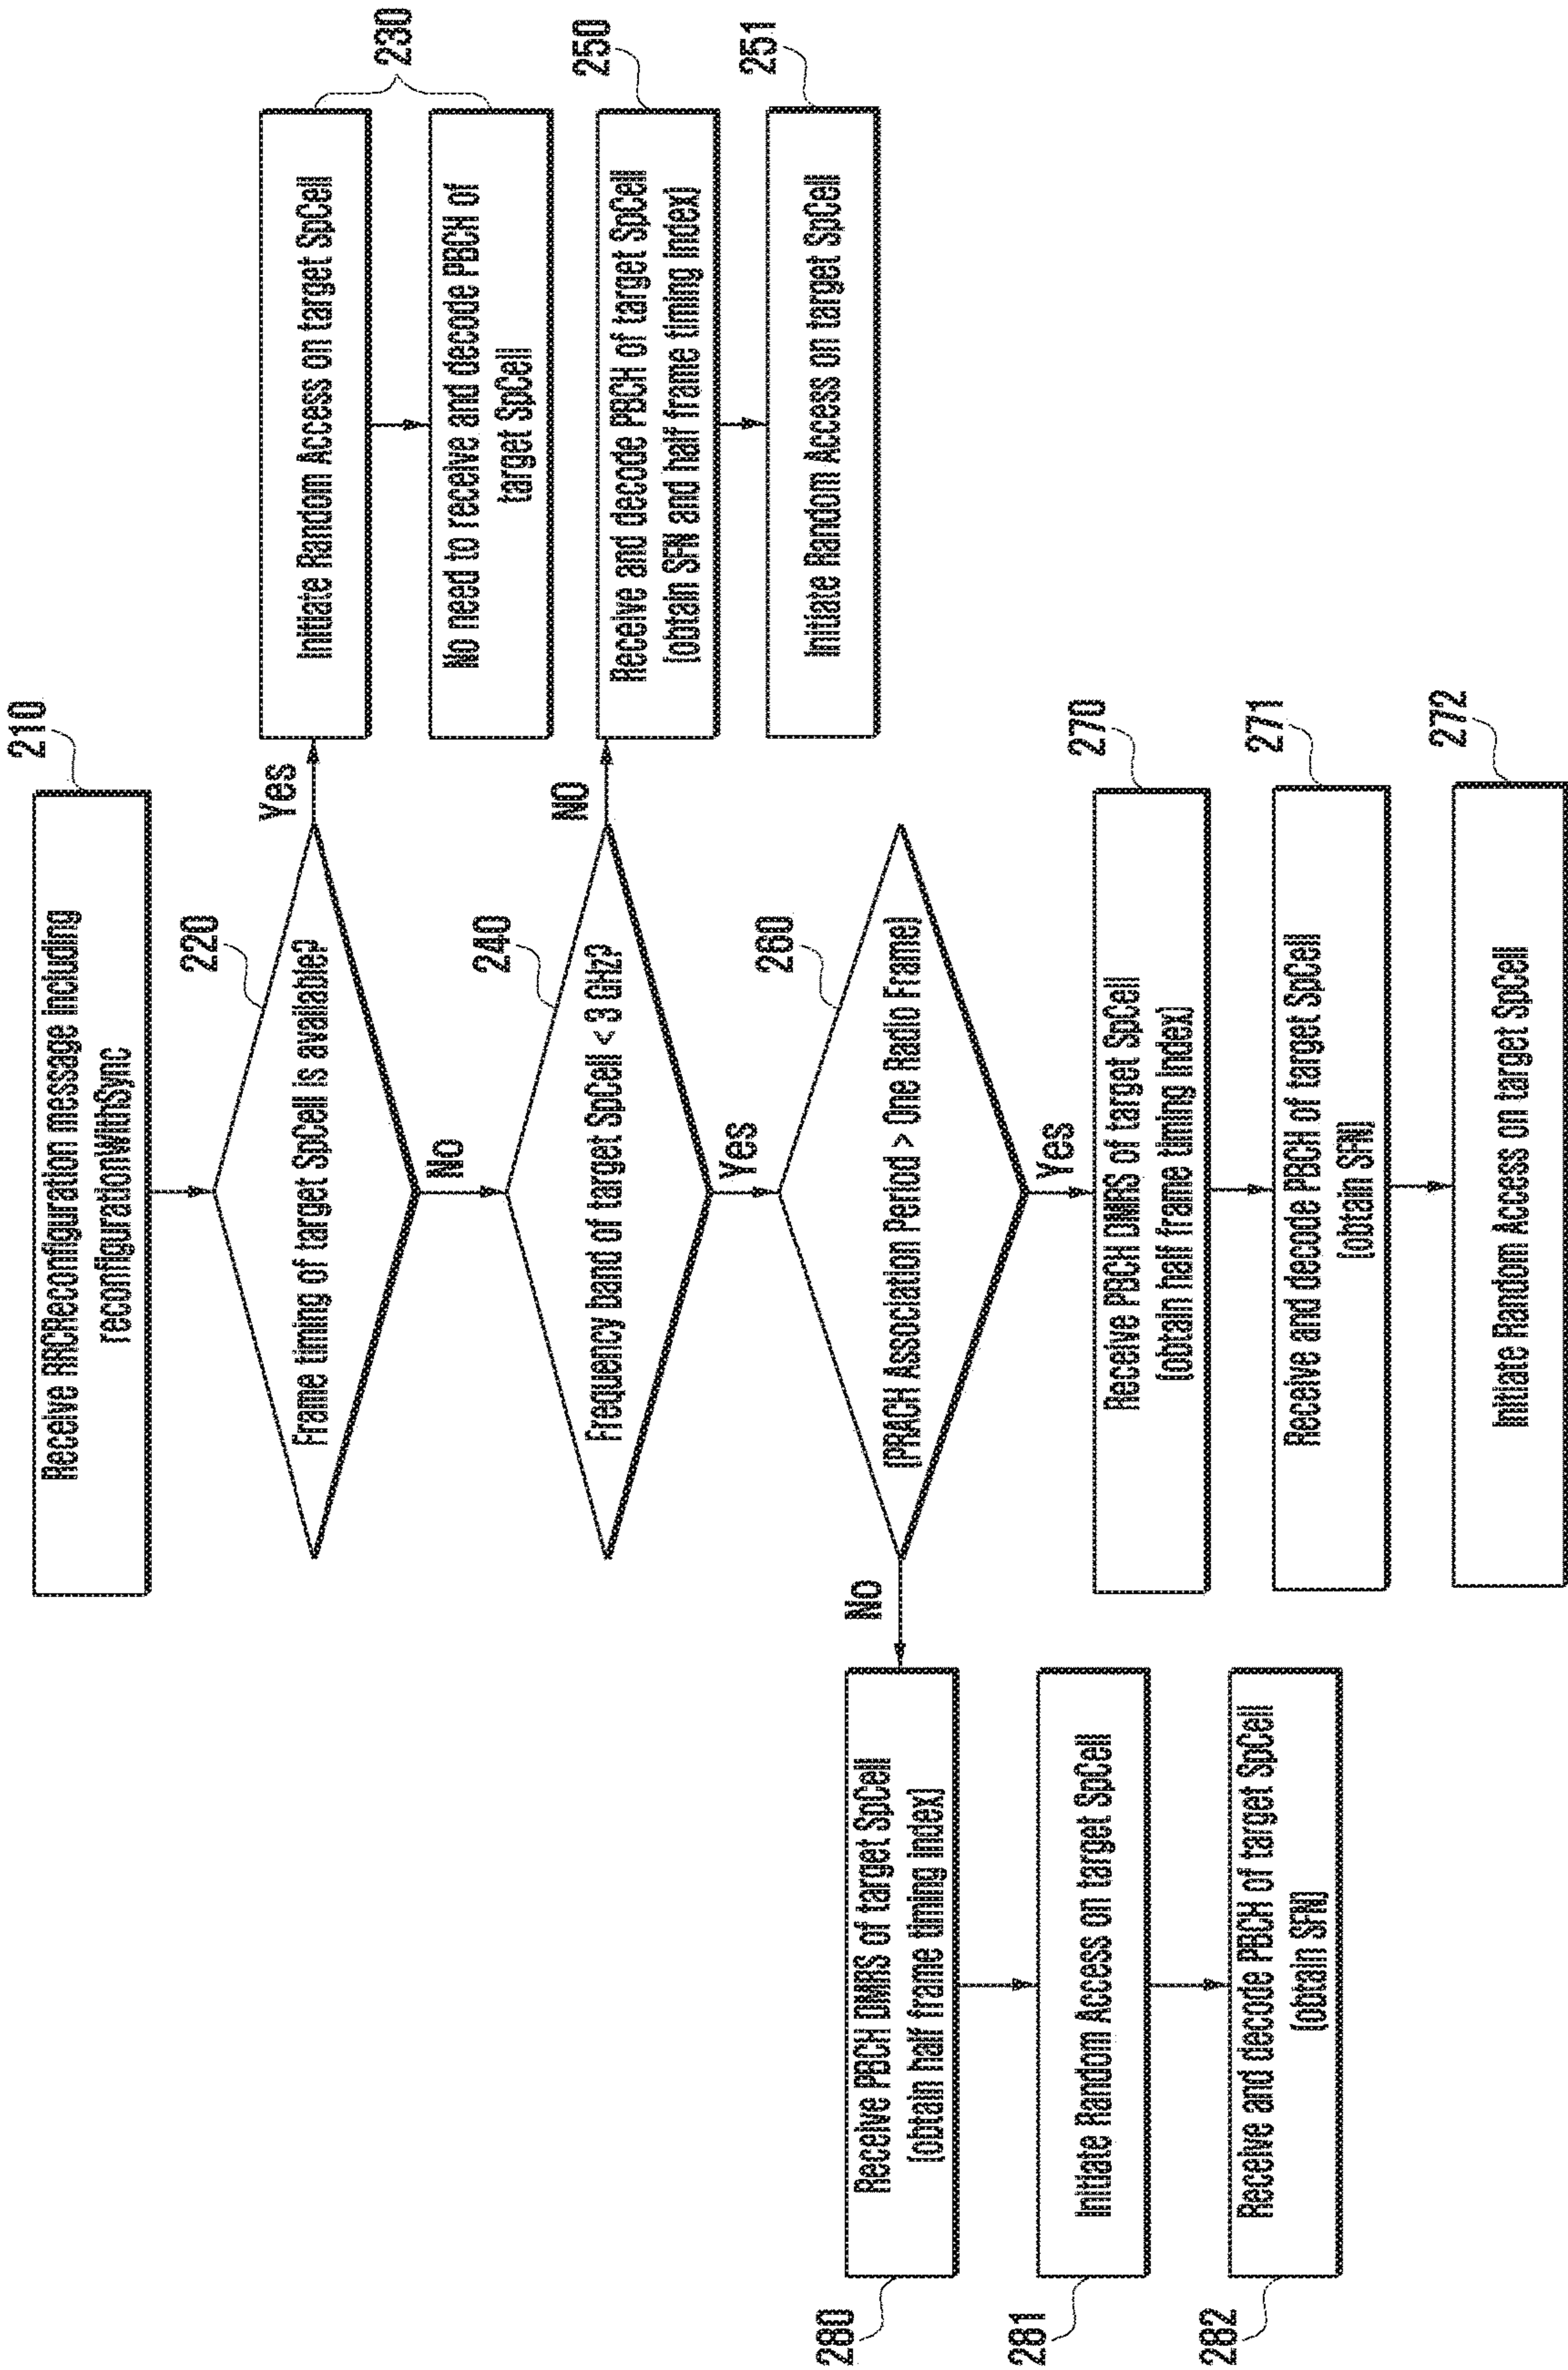 210
Receive RRCReconfiguration message including
reconfigurationWithSync
220
Frame timing of target SpCell is available?
Yes
No
230
Initiate Random Access on target SpCell
No need to receive and decode PBCH of
target SpCell
240
Frequency band of target SpCell < 3 GHz?
NO
Yes
250
Receive and decode PBCH of target SpCell
(obtain SFN and half frame timing index)
251
Initiate Random Access on target SpCell
260
(PRACH Association Period > One Radio Frame)
No
Yes
270
Receive PBCH DMRS of target SpCell
(obtain half frame timing index)
271
Receive and decode PBCH of target SpCell
(obtain SFN)
272
Initiate Random Access on target SpCell
280
Receive PBCH DMRS of target SpCell
(obtain half frame timing index)
281
Initiate Random Access on target SpCell
282
Receive and decode PBCH of target SpCell
(obtain SFN)